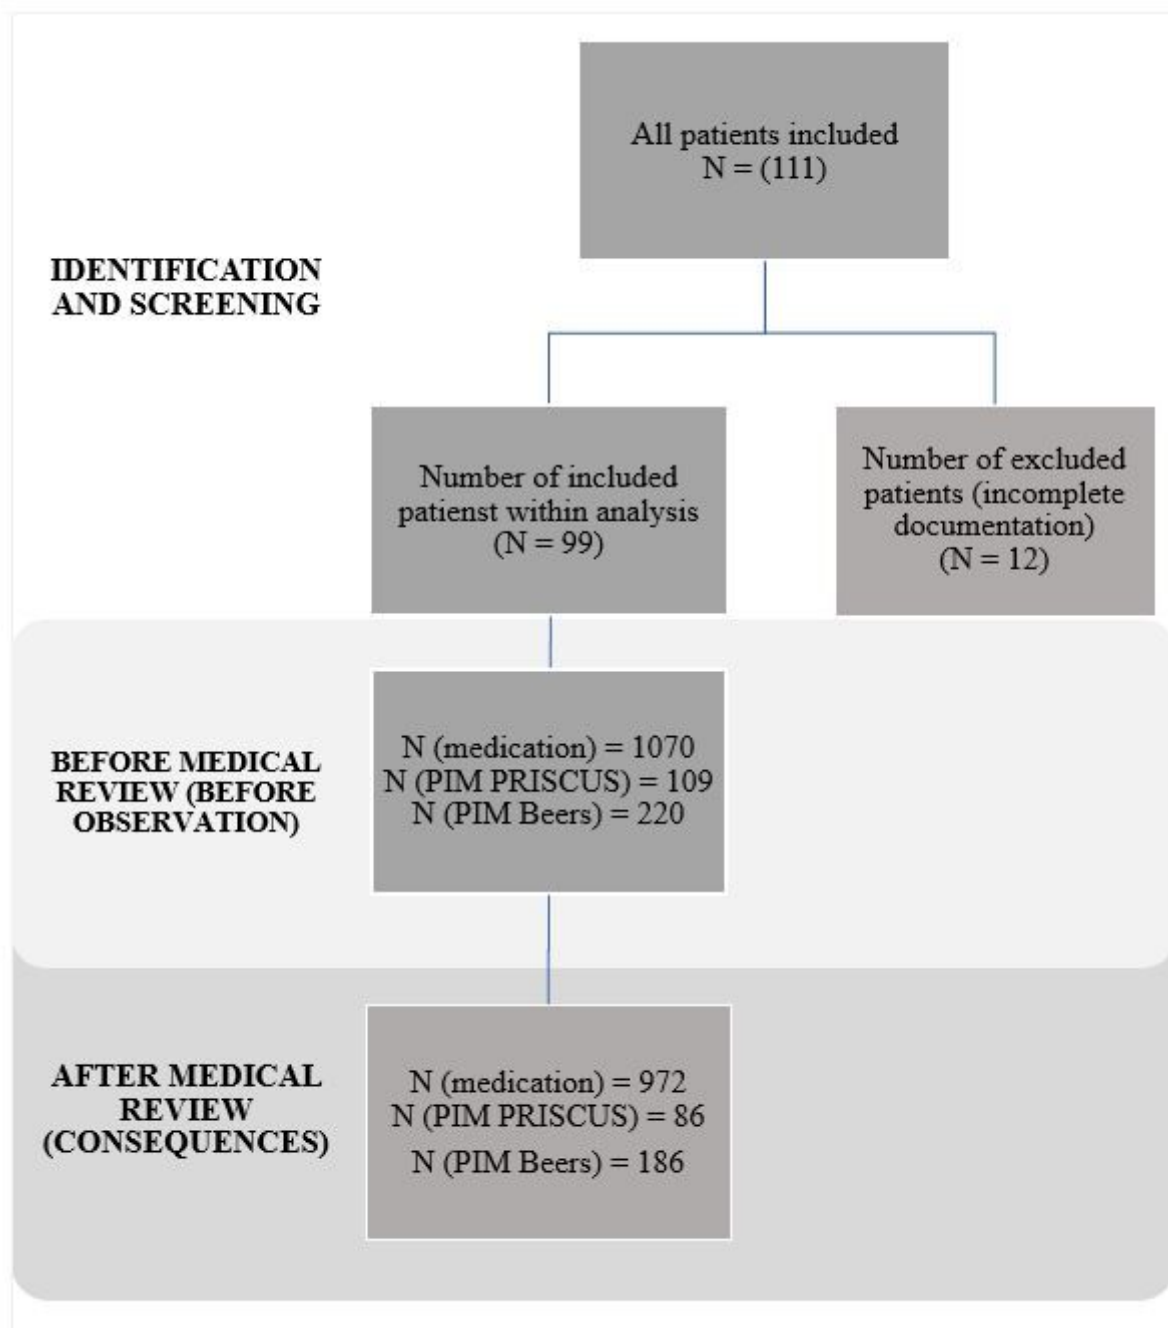 All patients included
N = (111)
IDENTIFICATION
AND SCREENING
Number of included
patienst within analysis
(N = 99)
Number of excluded
patients (incomplete
documentation)
(N = 12)
BEFORE MEDICAL
REVIEW (BEFORE
OBSERVATION)
N (medication) = 1070
N (PIM PRISCUS) = 109
N (PIM Beers) = 220
AFTER MEDICAL
REVIEW
(CONSEQUENCES)
N (medication) = 972
N (PIM PRISCUS) = 86
N (PIM Beers) = 186